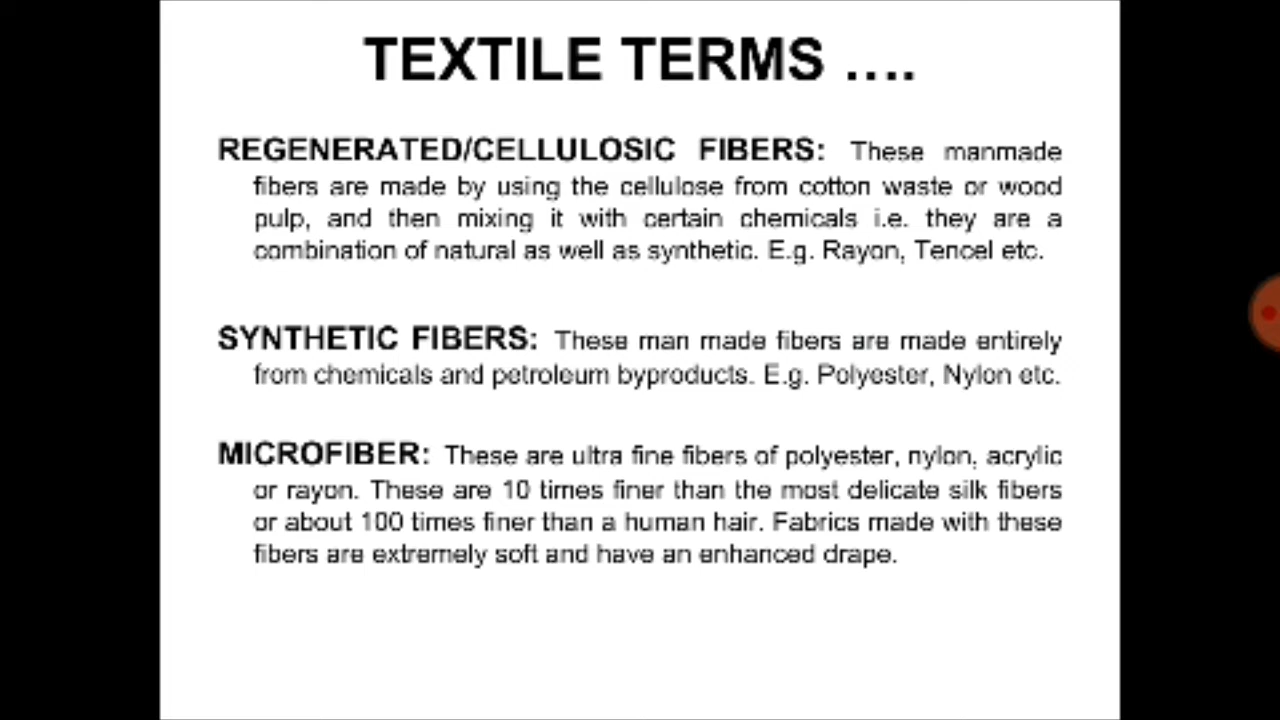 TEXTILE TERMS ....
REGENERATED/CELLULOSIC FIBERS: These manmade
fibers are made by using the cellulose from cotton waste or wood
pulp, and then mixing it with certain chemicals i.e. they are a
combination of natural as well as synthetic. E.g. Rayon, Tencel etc.
SYNTHETIC FIBERS: These man made fibers are made entirely
from chemicals and petroleum byproducts. E.g. Polyester, Nylon etc.
MICROFIBER: These are ultra fine fibers of polyester, nylon, acrylic
or rayon. These are 10 times finer than the most delicate silk fibers
or about 100 times finer than a human hair. Fabrics made with these
fibers are extremely soft and have an enhanced drape.